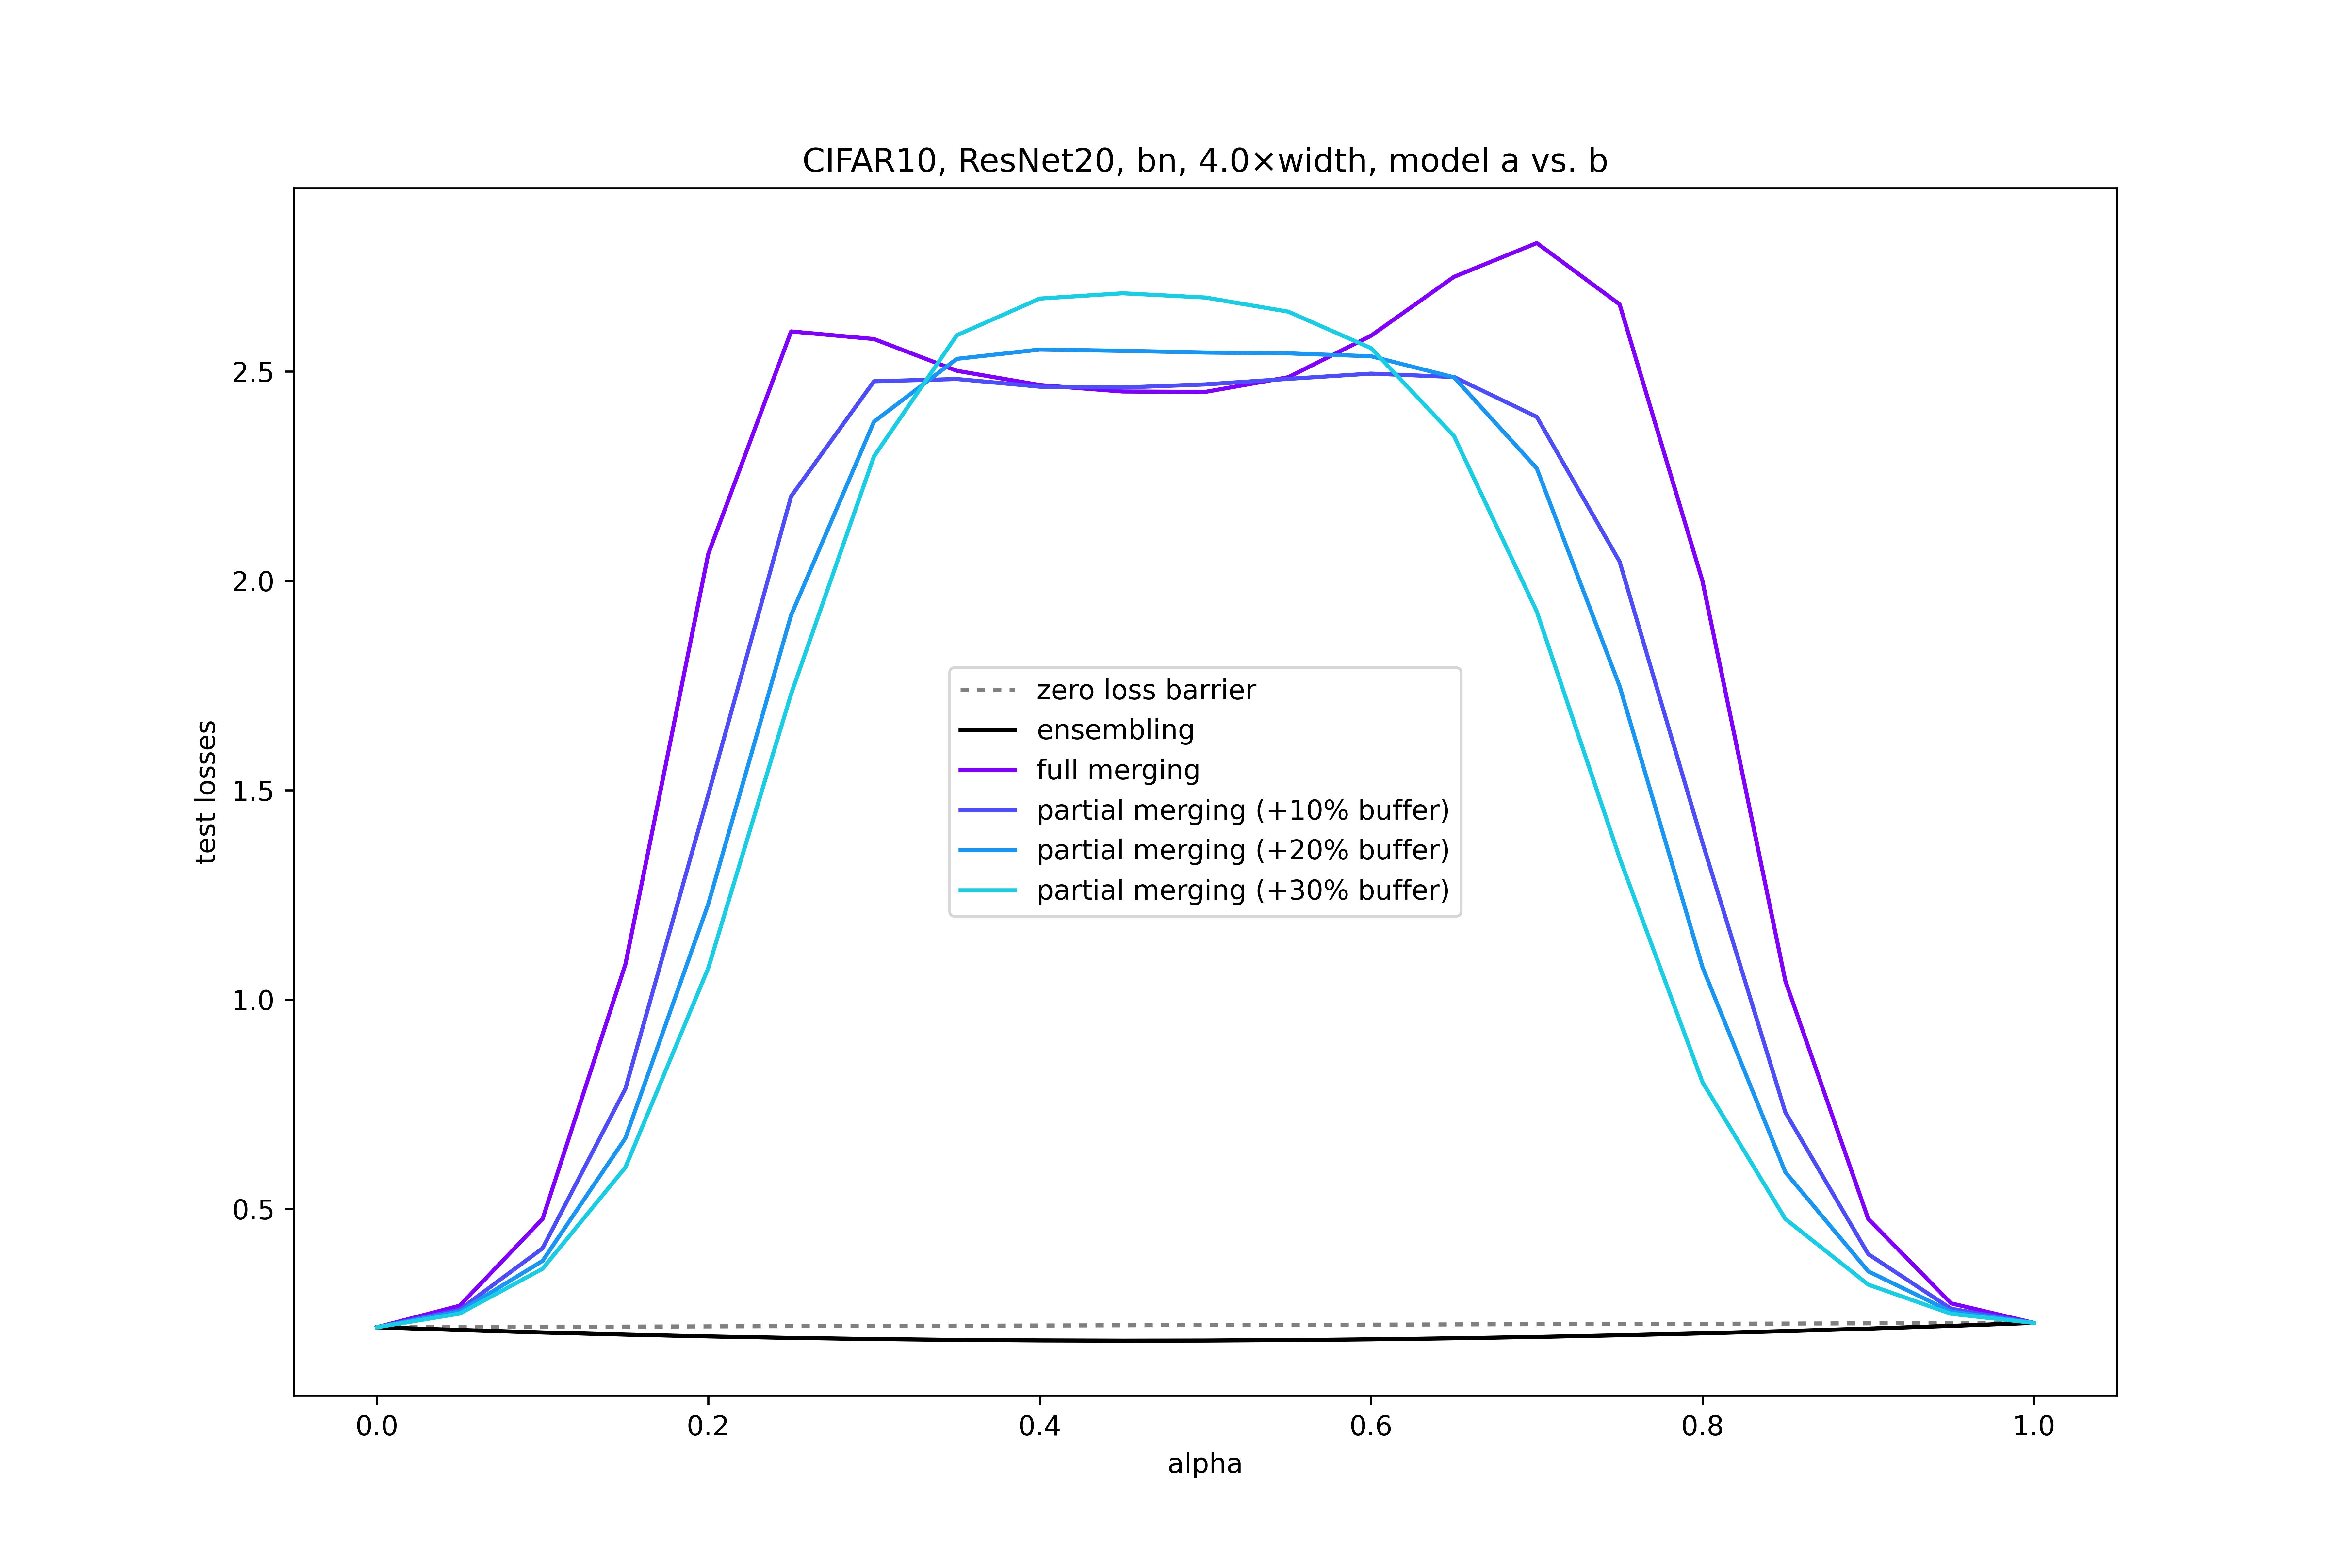 CIFAR10, ResNet20, bn, 4.0×width, model a vs. b
test losses
2.5
2.0
1.5
1.0
0.5
zero loss barrier
ensembling
full merging
partial merging (+10% buffer)
partial merging (+20% buffer)
partial merging (+30% buffer)
0.0
0.2
0.4
0.6
0.8
1.0
alpha